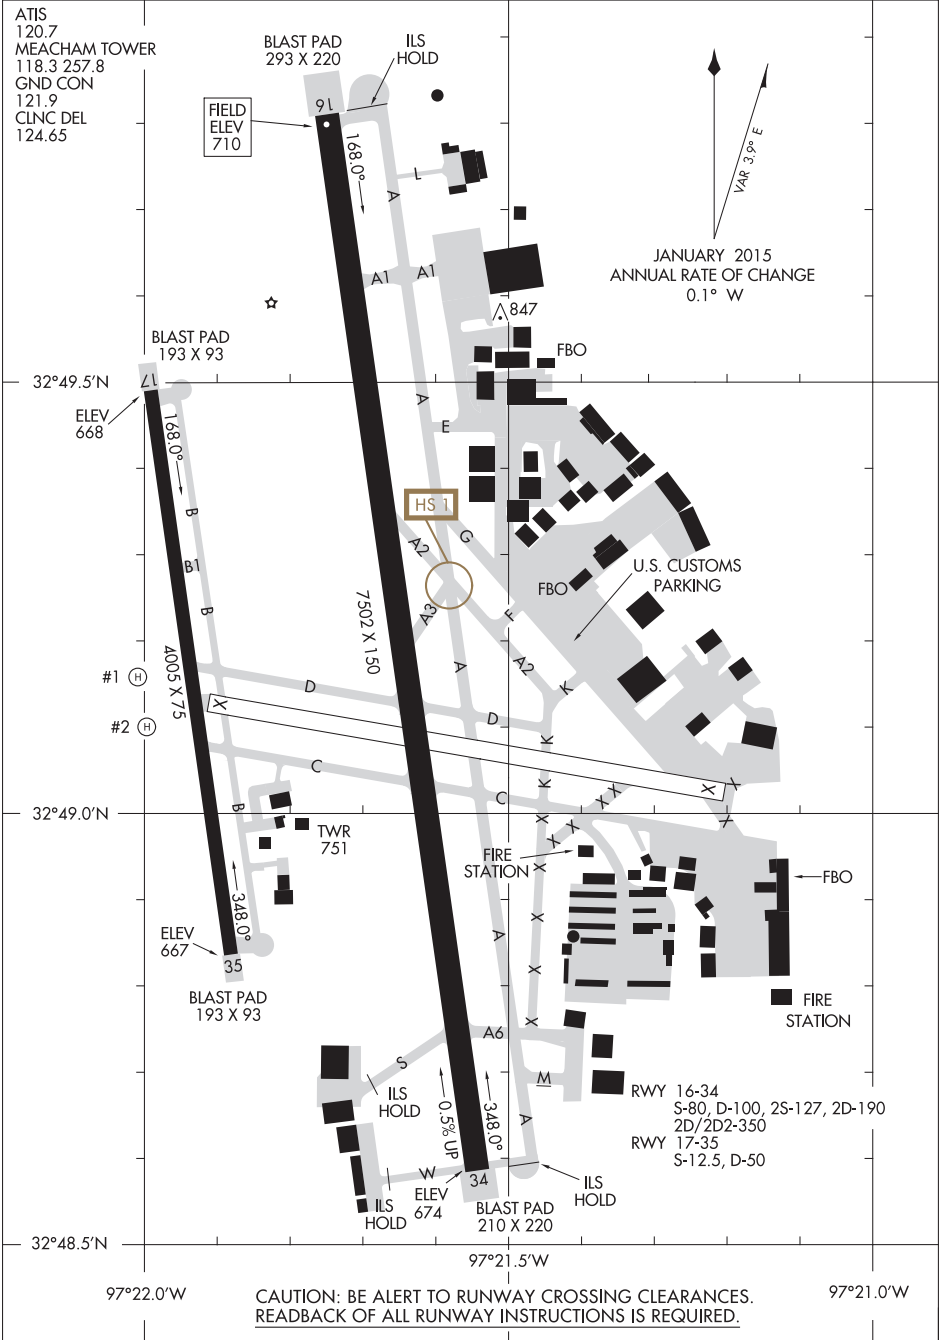 ATIS
120.7
MEACHAM TOWER
118.3 257.8
GND CON
121.9
CLNC DEL
124.65
BLAST PAD
293 X 220
ILS
HOLD
FIELD
ELEV
710
16
168.0°
L
A
VAR 3.9° E
JANUARY 2015
ANNUAL RATE OF CHANGE
0.1° W
A1
A1
847
BLAST PAD
193 X 93
FBO
32°49.5'N
17
ELEV
668
A
E
168.0°
B
HS 1
G
A2
B1
U.S. CUSTOMS
PARKING
FBO
7502 X 150
B
A3
F
4005 X 75
#1
H
A
A2
D
K
X
#2
H
D
K
C
K
X
X
X
X
X
C
B
32°49.0'N
X
X
X
X
TWR
751
FIRE
STATION
X
FBO
348.0°
X
ELEV
667
A
35
X
BLAST PAD
193 X 93
FIRE
STATION
X
A6
S
ILS
HOLD
M
RWY 16-34
S-80, D-100, 2S-127, 2D-190
2D/2D2-350
RWY 17-35
S-12.5, D-50
0.5% UP
348.0°
A
W
34
ELEV
674
ILS
HOLD
ILS
HOLD
BLAST PAD
210 X 220
32°48.5'N
97°21.5'W
97°22.0'W
97°21.0'W
CAUTION: BE ALERT TO RUNWAY CROSSING CLEARANCES.
READBACK OF ALL RUNWAY INSTRUCTIONS IS REQUIRED.